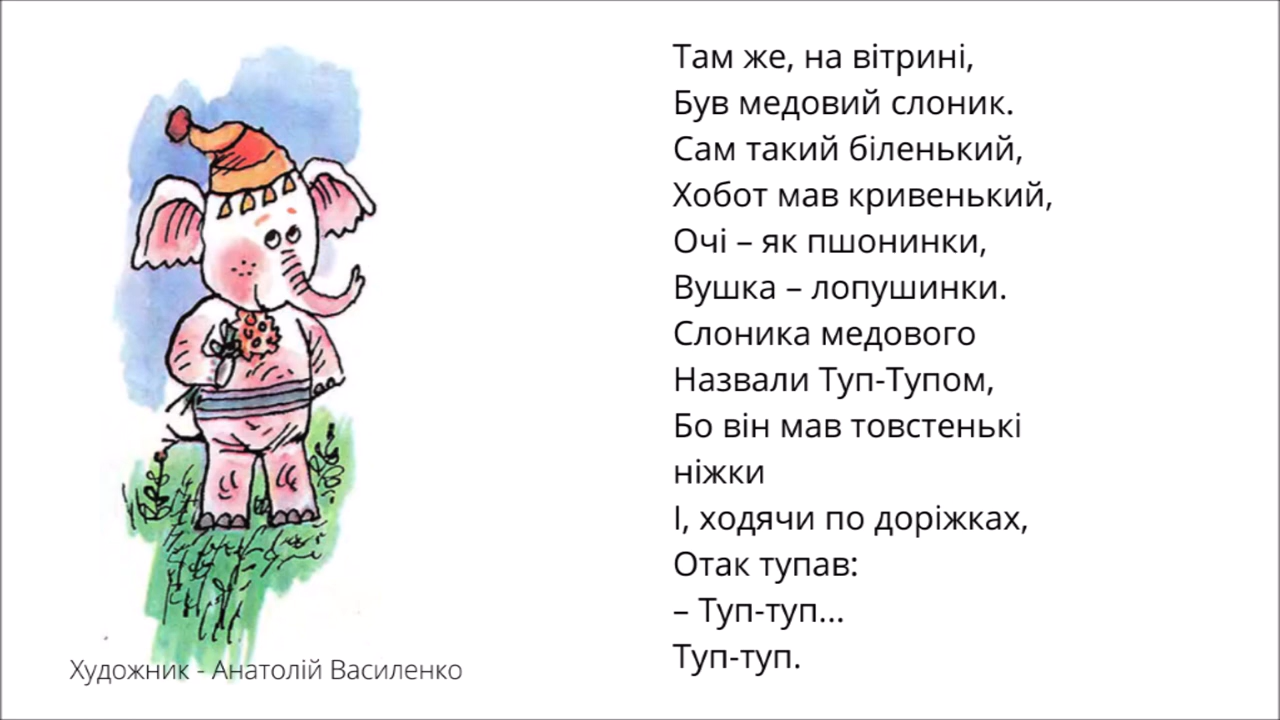 Там же, на вітрині,
Був медовий слоник.
Сам такий біленький,
Хобот мав кривенький,
Очі – як пшонинки,
Вушка – лопушинки.
Слоника медового
Назвали Туп-Тупом,
Бо він мав товстенькі
ніжки
І, ходячи по доріжках,
Отак тупав:
– Туп-туп...
Туп-туп.
Художник - Анатолій Василенко